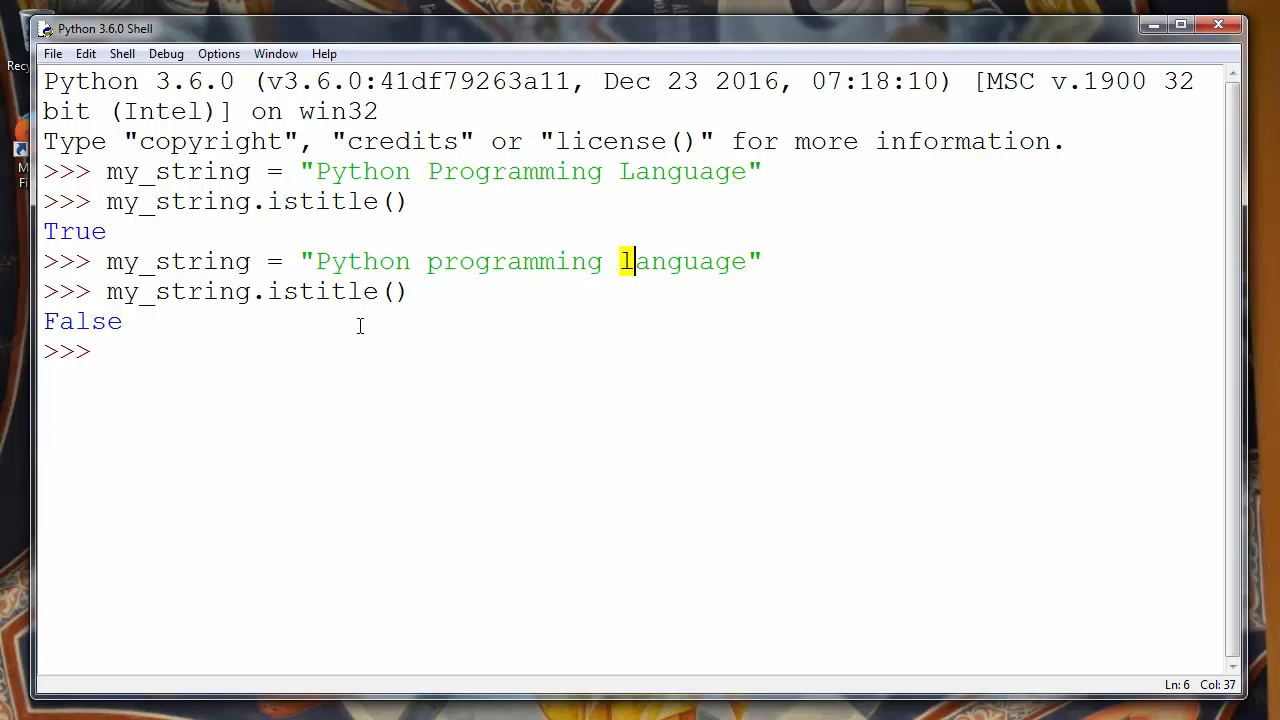 Python 3.6.0 Shell
File Edit Shell Debug Options Window Help
Python 3.6.0 (v3.6.0:41df79263a11, Dec 23 2016, 07:18:10) [MSC v.1900 32
bit (Intel)] on win32
Type "copyright", "credits" or "license()" for more information.
>>> my_string = "Python Programming Language"
>>> my_string.istitle()
True
>>> my_string = "Python programming language"
>>> my_string.istitle()
False
>>>
Ln: 6 Col: 37
Recy
M
Fi